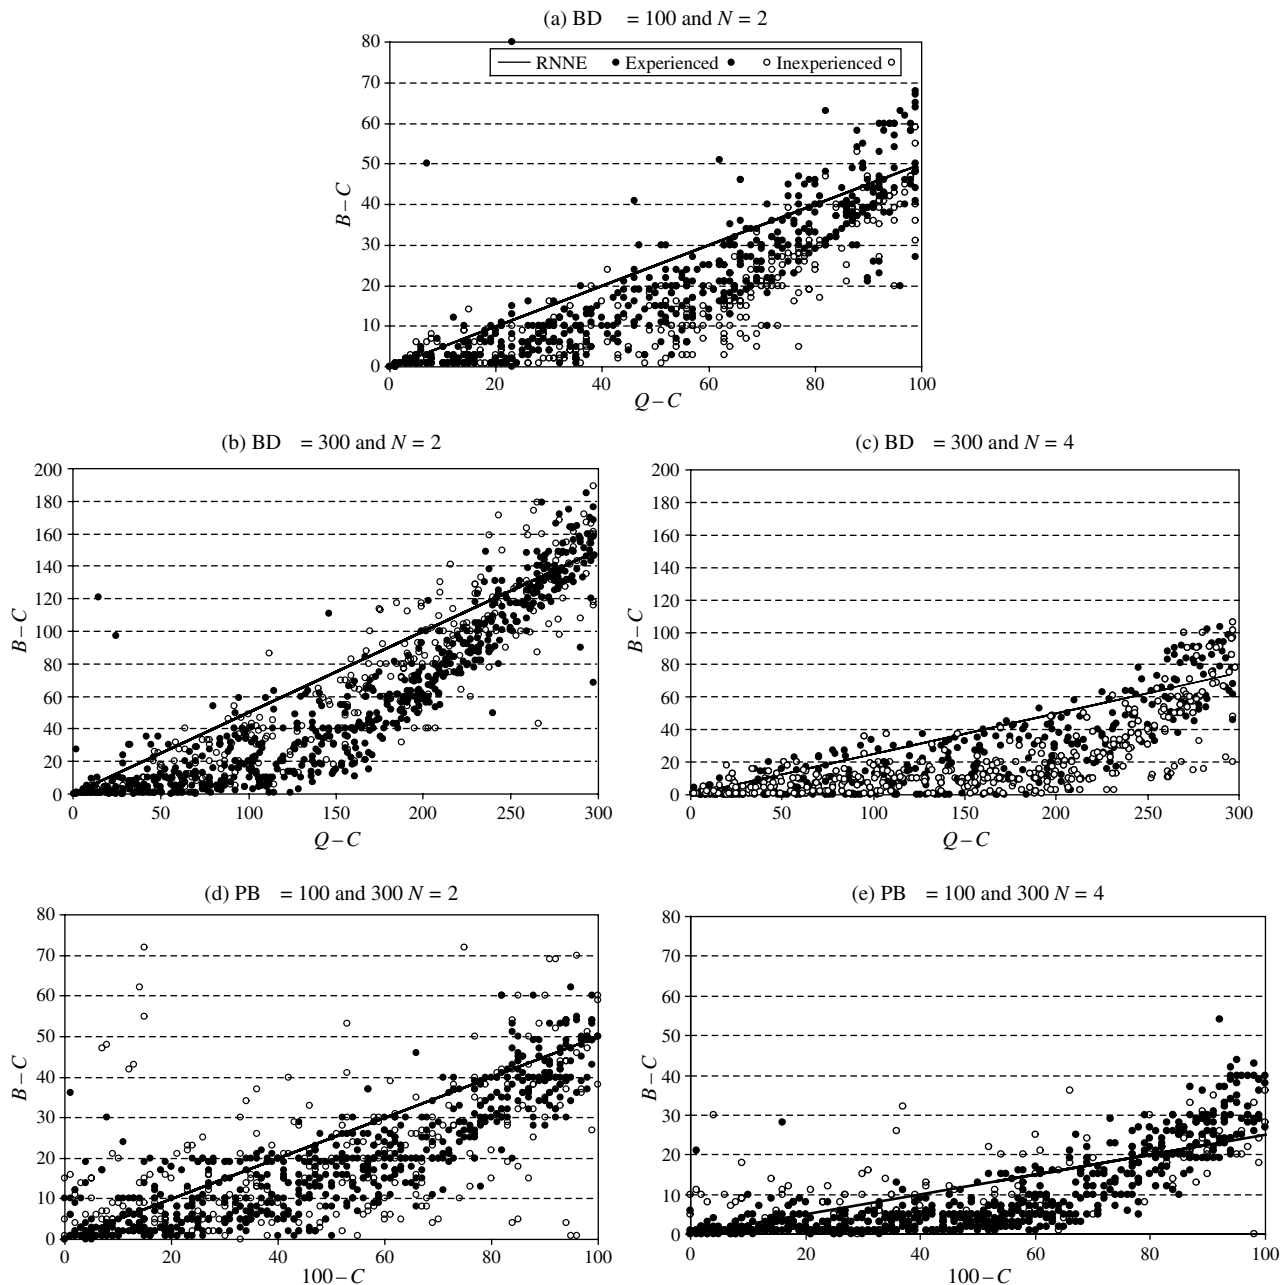 (a) BD = 100 and N = 2
80
RNNE Experienced Inexperienced
70
60
50
40
30
20
10
0
B – C
0 20 40 60 80 100
Q – C
(b) BD = 300 and N = 2
200
180
160
140
120
100
80
60
40
20
0
B – C
0 50 100 150 200 250 300
Q – C
(c) BD = 300 and N = 4
200
180
160
140
120
100
80
60
40
20
0
B – C
0 50 100 150 200 250 300
Q – C
(d) PB = 100 and 300 N = 2
80
70
60
50
40
30
20
10
0
B – C
0 20 40 60 80 100
100 – C
(e) PB = 100 and 300 N = 4
80
70
60
50
40
30
20
10
0
B – C
0 20 40 60 80 100
100 – C